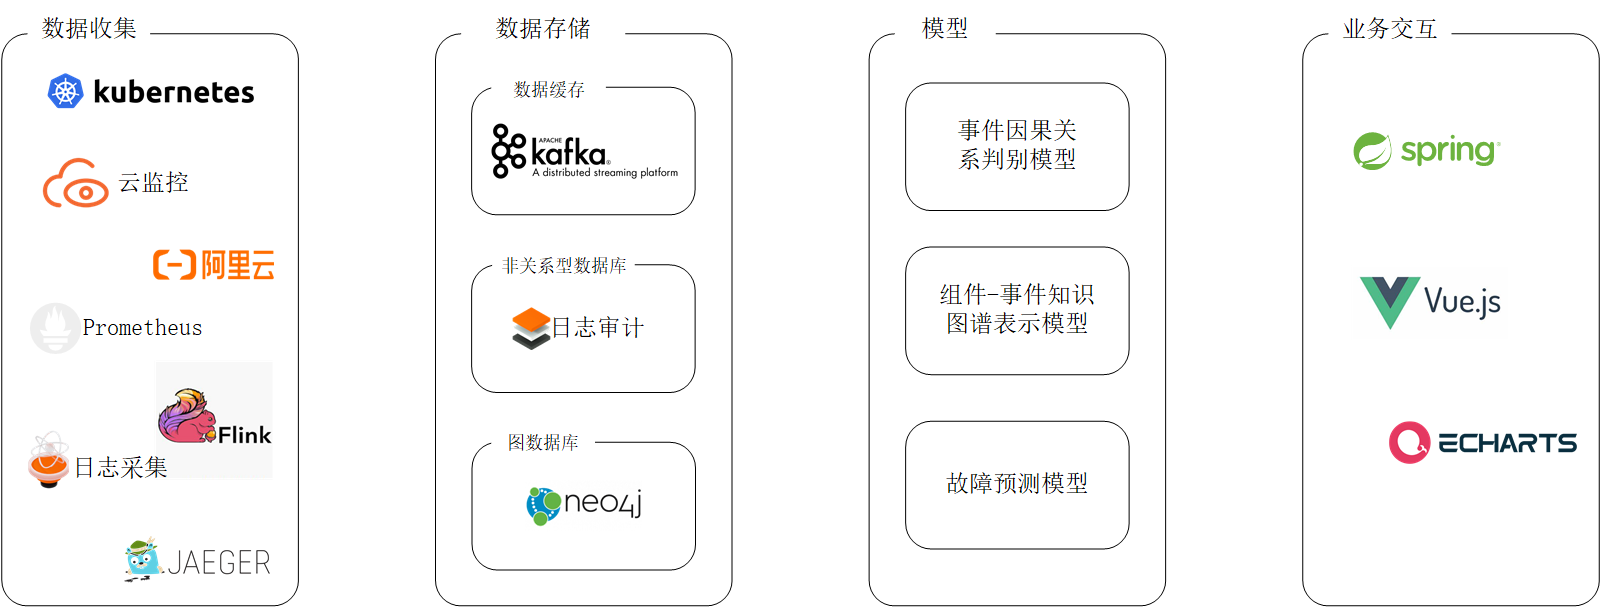 数据收集
kubernetes
云监控
阿里云
Prometheus
Flink
日志采集
JAEGER
数据存储
数据缓存
APACHE
kafka®
A distributed streaming platform
非关系型数据库
日志审计
图数据库
neo4j
模型
事件因果关
系判别模型
组件-事件知识
图谱表示模型
故障预测模型
业务交互
spring®
Vue.js
ECHARTS